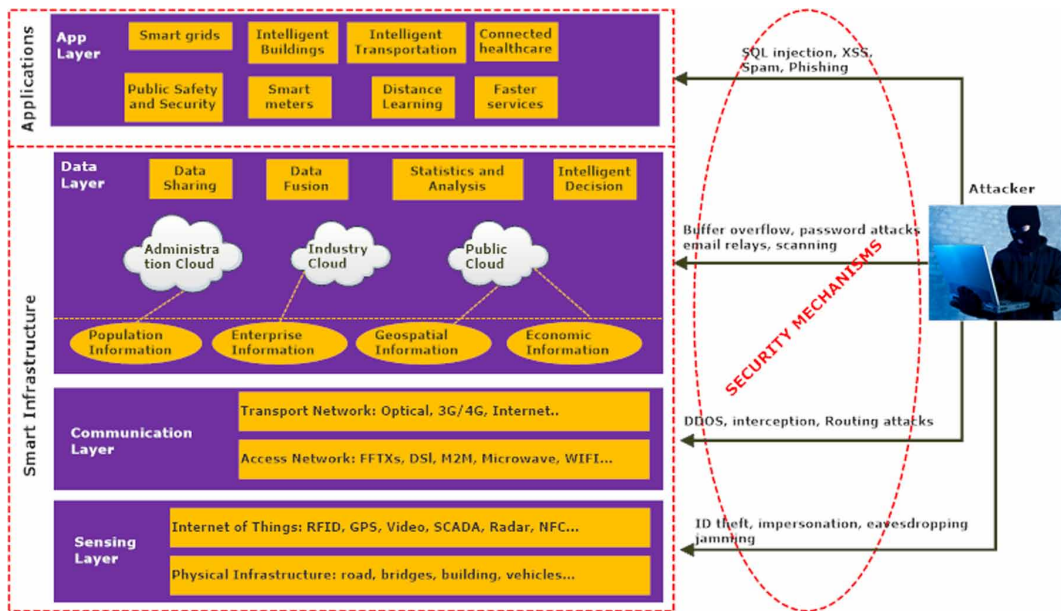 Applications
App
Layer
Smart grids
Intelligent
Buildings
Intelligent
Transportation
Connected
healthcare
Public Safety
and Security
Smart
meters
Distance
Learning
Faster
services
Smart Infrastructure
Data
Layer
Data
Sharing
Data
Fusion
Statistics and
Analysis
Intelligent
Decision
Administra
tion Cloud
Industry
Cloud
Public
Cloud
Population
Information
Enterprise
Information
Geospatial
Information
Economic
Information
Communication
Layer
Transport Network: Optical, 3G/4G, Internet..
Access Network: FFTXs, DSl, M2M, Microwave, WIFI...
Sensing
Layer
Internet of Things: RFID, GPS, Video, SCADA, Radar, NFC...
Physical Infrastructure: road, bridges, building, vehicles...
SQL injection, XSS,
Spam, Phishing
Buffer overflow, password attacks
email relays, scanning
DDOS, interception, Routing attacks
ID theft, impersonation, eavesdropping
jamming
SECURITY MECHANISMS
Attacker